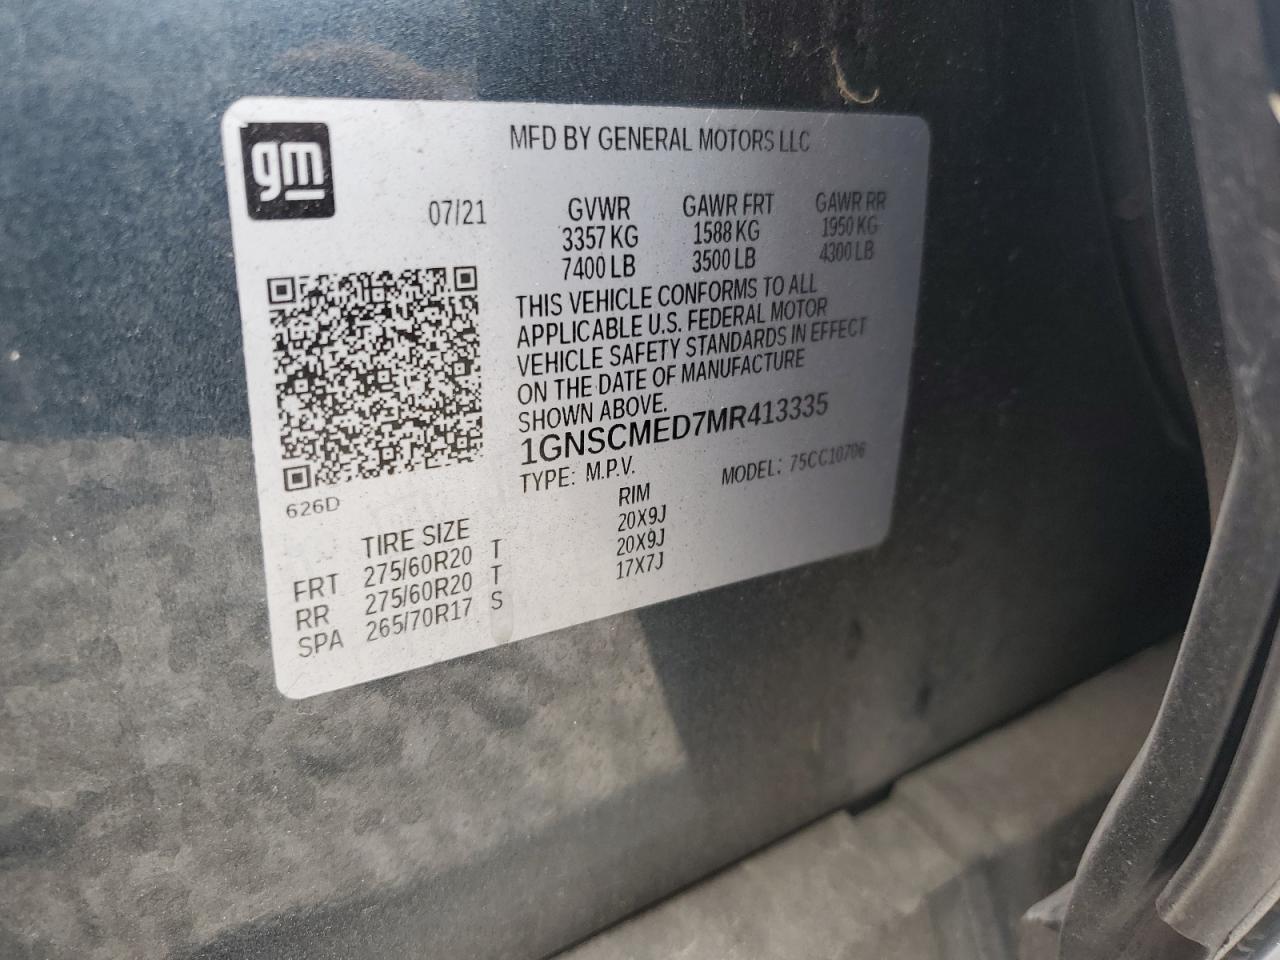 gm
MFD BY GENERAL MOTORS LLC
07/21
GVWR GAWR FRT GAWR RR
3357 KG 1588 KG 1950 KG
7400 LB 3500 LB 4300 LB
THIS VEHICLE CONFORMS TO ALL
APPLICABLE U.S. FEDERAL MOTOR
VEHICLE SAFETY STANDARDS IN EFFECT
ON THE DATE OF MANUFACTURE
SHOWN ABOVE.
1GNSCMED7MR413335
TYPE: M.P.V. MODEL: 75CC10706
626D
TIRE SIZE RIM
FRT 275/60R20 T 20X9J
RR 275/60R20 T 20X9J
SPA 265/70R17 S 17X7J